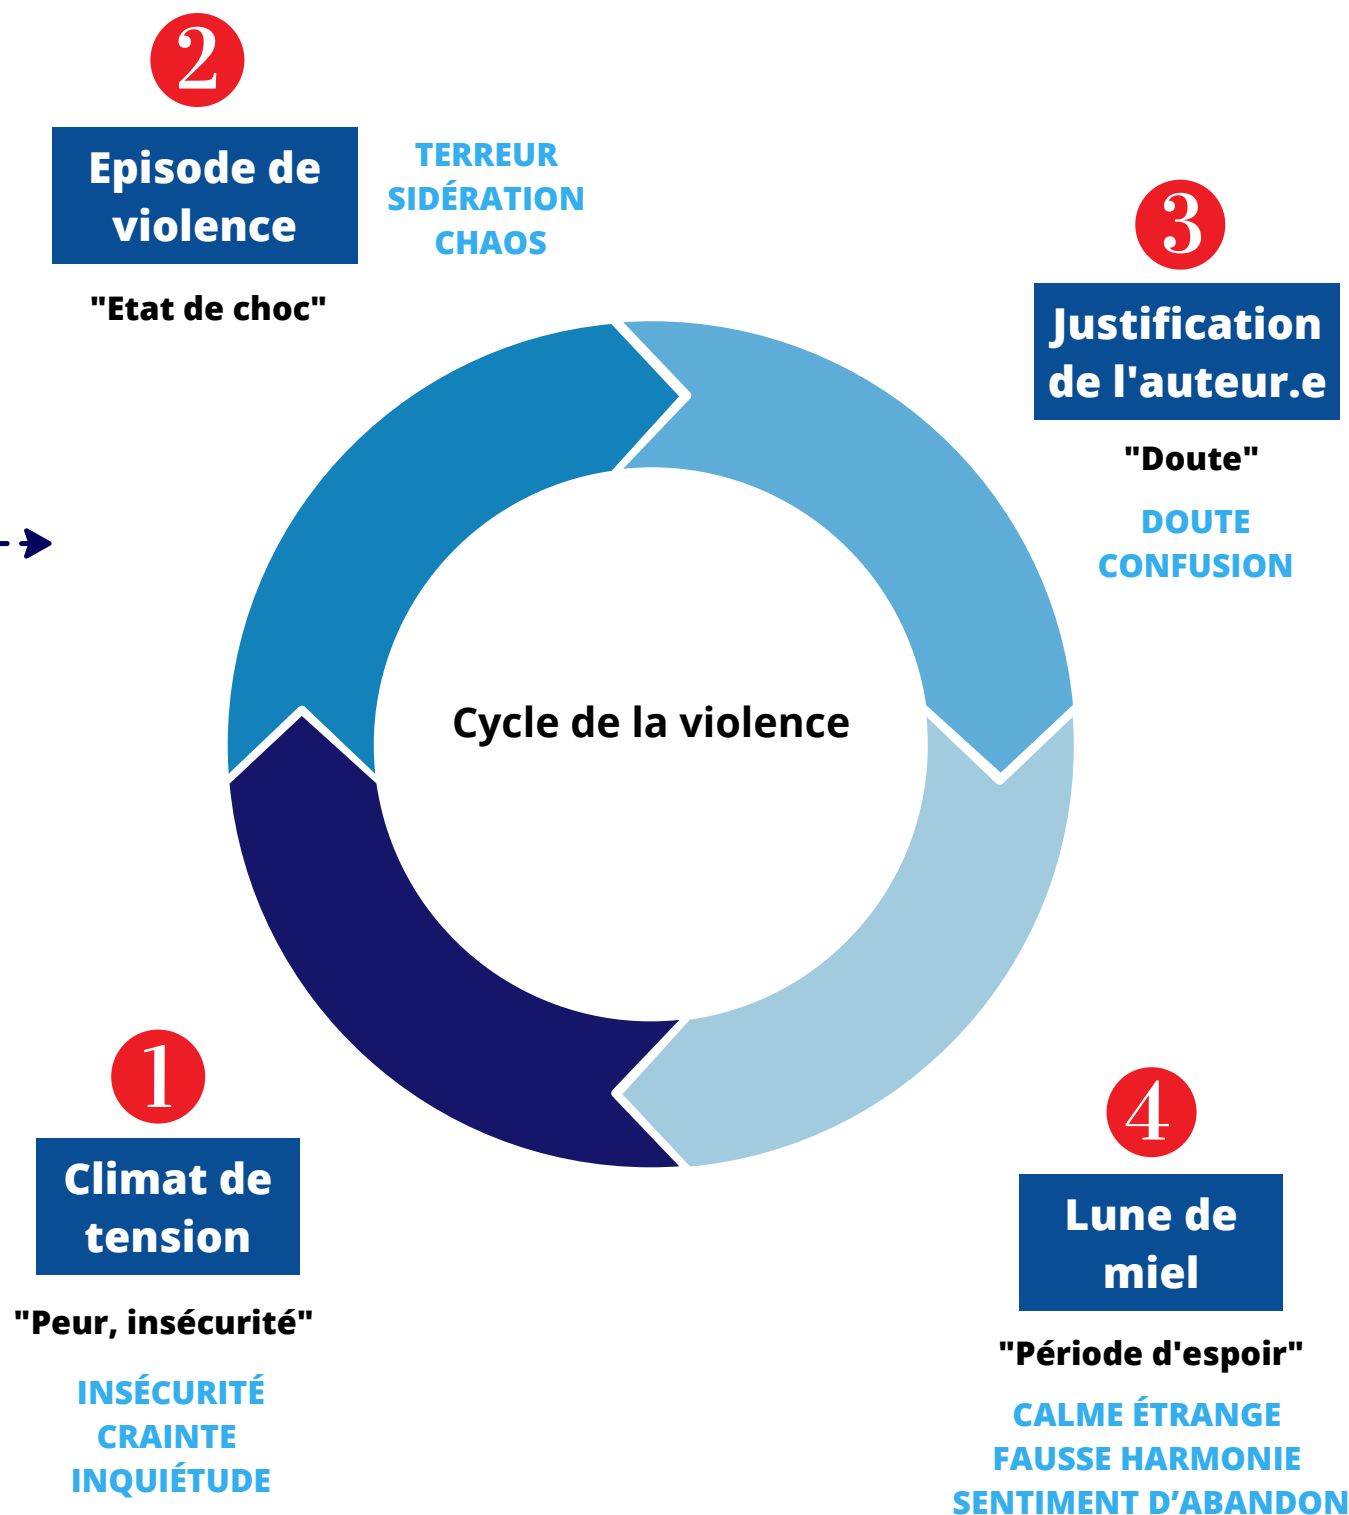 2
Episode de
violence
"Etat de choc"
TERREUR
SIDÉRATION
CHAOS
3
Justification
de l'auteur.e
"Doute"
DOUTE
CONFUSION
Cycle de la violence
1
Climat de
tension
"Peur, insécurité"
INSÉCURITÉ
CRAINTE
INQUIÉTUDE
4
Lune de
miel
"Période d'espoir"
CALME ÉTRANGE
FAUSSE HARMONIE
SENTIMENT D’ABANDON